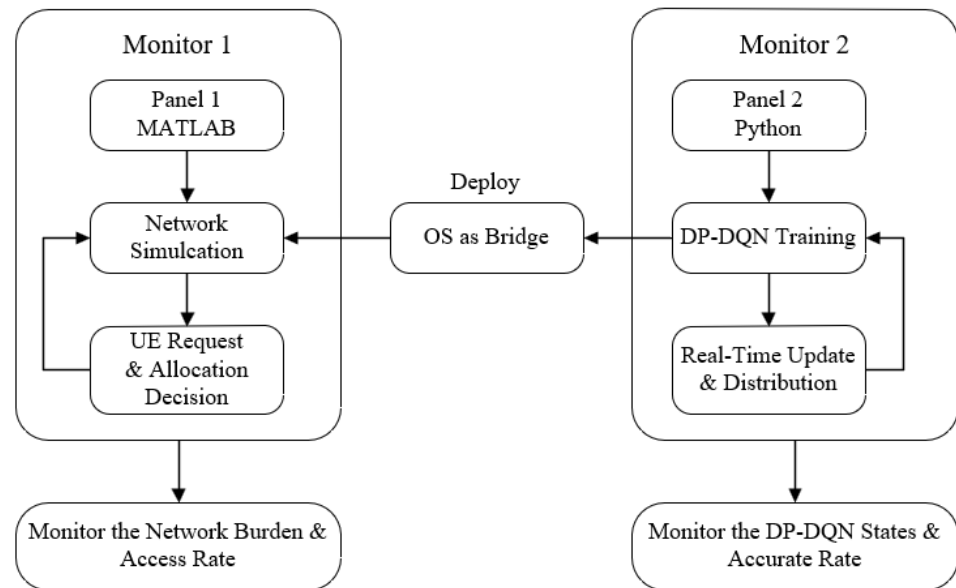 Monitor 1
Panel 1
MATLAB
Network
Simulcation
UE Request
& Allocation
Decision
Monitor the Network Burden &
Access Rate
Deploy
OS as Bridge
Monitor 2
Panel 2
Python
DP-DQN Training
Real-Time Update
& Distribution
Monitor the DP-DQN States &
Accurate Rate